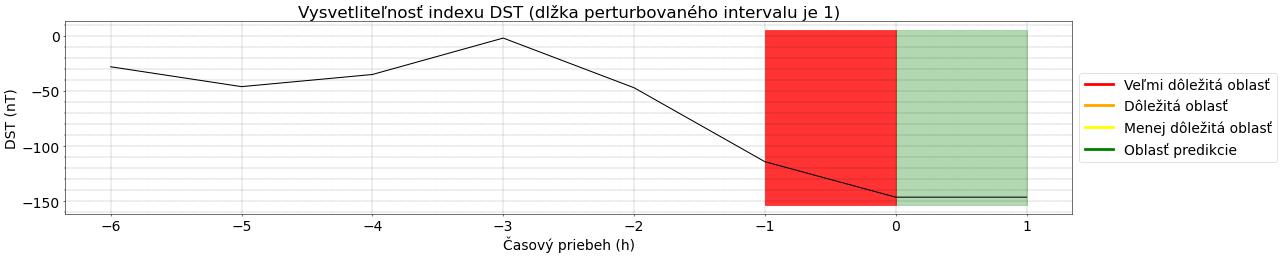 Vysvetliteľnosť indexu DST (dlžka perturbovaného intervalu je 1)
DST (nT)
0
−50
−100
−150
−6 −5 −4 −3 −2 −1 0 1
Časový priebeh (h)
Veľmi dôležitá oblasť
Dôležitá oblasť
Menej dôležitá oblasť
Oblasť predikcie